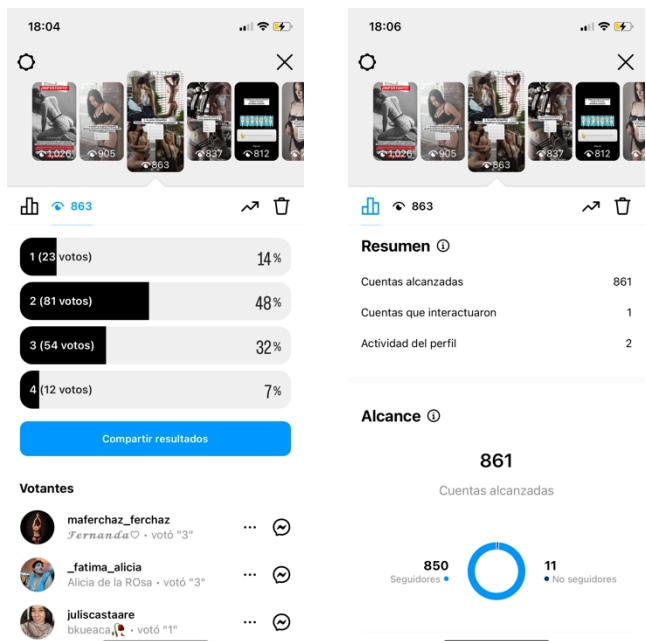 18:04
IMPORTANTE
1,026
905
863
837
812
863
1 (23 votos)
14%
2 (81 votos)
48%
3 (54 votos)
32%
4 (12 votos)
7%
Compartir resultados
Votantes
maferchaz_ferchaz
𝓕𝓮𝓻𝓷𝓪𝓷𝓭𝓪♡ • votó "3"
_fatima_alicia
Alicia de la ROsa • votó "3"
juliscastaare
bkueaca🥀 • votó "1"
18:06
1,026
905
863
837
812
863
Resumen
Cuentas alcanzadas 861
Cuentas que interactuaron 1
Actividad del perfil 2
Alcance
861
Cuentas alcanzadas
850
Seguidores
11
No seguidores